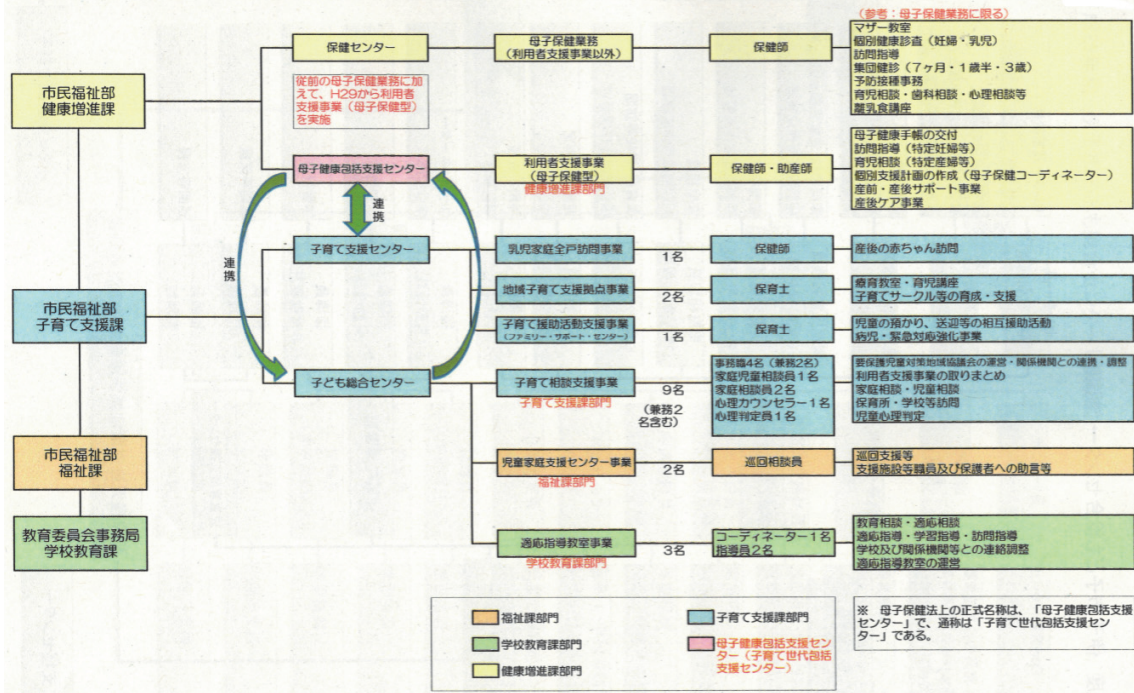 (参考:母子保健業務に限る)
市民福祉部
健康増進課
保健センター
母子保健業務
(利用者支援事業以外)
保健師
マザー教室
個別健康診査(妊婦・乳児)
訪問指導
集団健診(7ヶ月・1歳半・3歳)
予防接種事務
育児相談・歯科相談・心理相談等
離乳食講座
従前の母子保健業務に加
えて、H29から利用者
支援事業(母子保健型)
を実施
母子健康包括支援センター
利用者支援事業
(母子保健型)
健康増進課部門
保健師・助産師
母子健康手帳の交付
訪問指導(特定妊婦等)
育児相談(特定産婦等)
個別支援計画の作成(母子保健コーディネーター)
産前・産後サポート事業
産後ケア事業
連携
連携
市民福祉部
子育て支援課
子育て支援センター
乳児家庭全戸訪問事業
1名
保健師
産後の赤ちゃん訪問
地域子育て支援拠点事業
2名
保育士
療育教室・育児講座
子育てサークル等の育成・支援
子育て援助活動支援事業
(ファミリー・サポート・センター)
1名
保育士
児童の預かり、送迎等の相互援助活動
病児・緊急対応強化事業
子ども総合センター
子育て相談支援事業
子育て支援課部門
9名
(兼務2
名含む)
事務職4名(兼務2名)
家庭児童相談員1名
家庭相談員2名
心理カウンセラー1名
心理判定員1名
要保護児童対策地域協議会の運営・関係機関との連携・調整
利用者支援事業の取りまとめ
家庭相談・児童相談
保育所・学校等訪問
児童心理判定
市民福祉部
福祉課
児童家庭支援センター事業
福祉課部門
2名
巡回相談員
巡回支援等
支援施設等職員及び保護者への助言等
教育委員会事務局
学校教育課
適応指導教室事業
学校教育課部門
3名
コーディネーター1名
指導員2名
教育相談・適応相談
適応指導・学習指導・訪問指導
学校及び関係機関等との連絡調整
適応指導教室の運営
福祉課部門
学校教育課部門
健康増進課部門
子育て支援課部門
母子健康包括支援セン
ター(子育て世代包括
支援センター)
※ 母子保健法上の正式名称は、「母子健康包括支援
センター」で、通称は「子育て世代包括支援セン
ター」である。